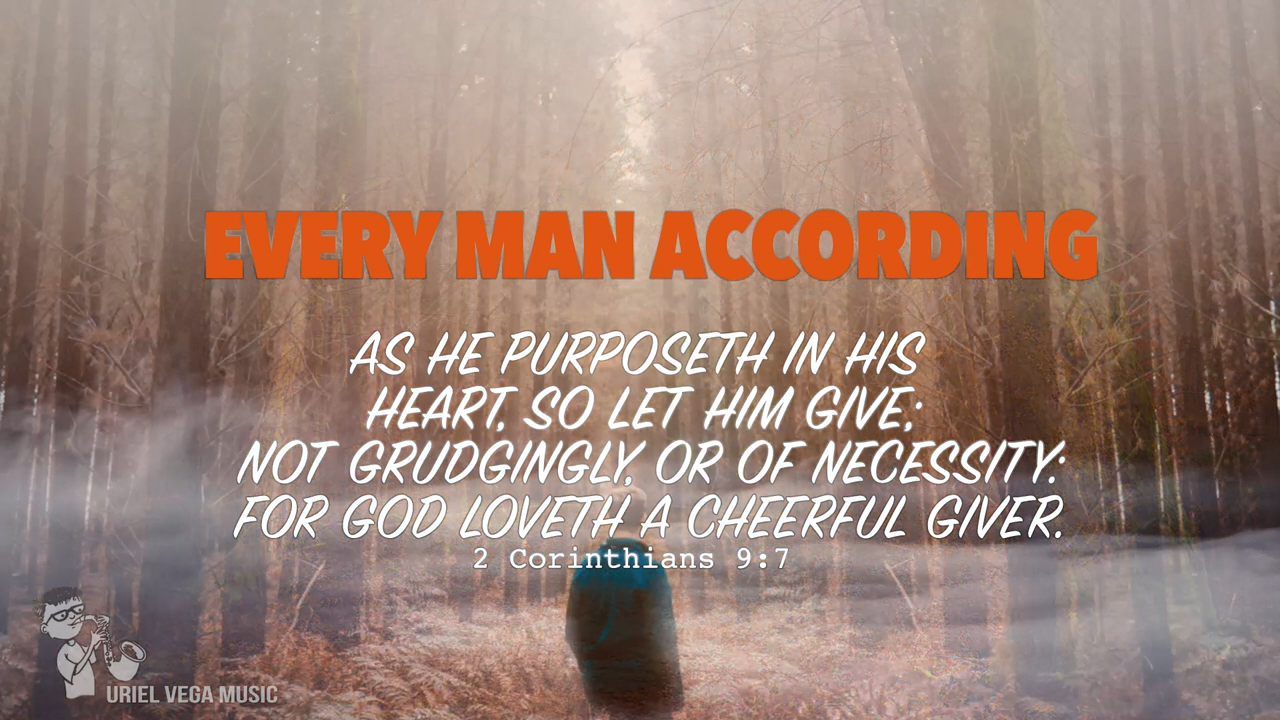 EVERY MAN ACCORDING
AS HE PURPOSETH IN HIS
HEART, SO LET HIM GIVE;
NOT GRUDGINGLY, OR OF NECESSITY:
FOR GOD LOVETH A CHEERFUL GIVER.
2 Corinthians 9:7
URIEL VEGA MUSIC